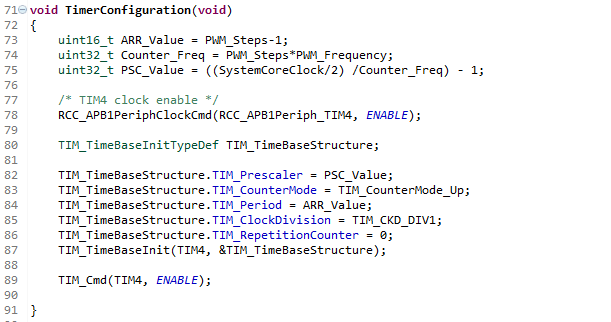 71 void TimerConfiguration(void)
72 {
73     uint16_t ARR_Value = PWM_Steps-1;
74     uint32_t Counter_Freq = PWM_Steps*PWM_Frequency;
75     uint32_t PSC_Value = ((SystemCoreClock/2) /Counter_Freq) - 1;
76
77     /* TIM4 clock enable */
78     RCC_APB1PeriphClockCmd(RCC_APB1Periph_TIM4, ENABLE);
79
80     TIM_TimeBaseInitTypeDef TIM_TimeBaseStructure;
81
82     TIM_TimeBaseStructure.TIM_Prescaler = PSC_Value;
83     TIM_TimeBaseStructure.TIM_CounterMode = TIM_CounterMode_Up;
84     TIM_TimeBaseStructure.TIM_Period = ARR_Value;
85     TIM_TimeBaseStructure.TIM_ClockDivision = TIM_CKD_DIV1;
86     TIM_TimeBaseStructure.TIM_RepetitionCounter = 0;
87     TIM_TimeBaseInit(TIM4, &TIM_TimeBaseStructure);
88
89     TIM_Cmd(TIM4, ENABLE);
90
91 }